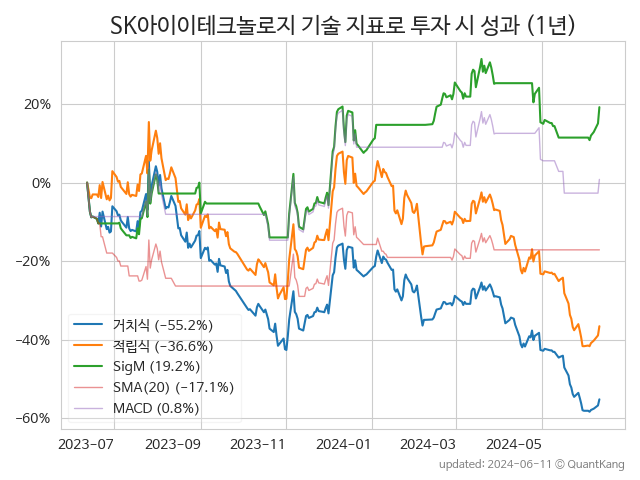 SK아이이테크놀로지 기술 지표로 투자 시 성과 (1년)
20%
0%
−20%
−40%
−60%
거치식 (−55.2%)
적립식 (−36.6%)
SigM (19.2%)
SMA(20) (−17.1%)
MACD (0.8%)
2023-07 2023-09 2023-11 2024-01 2024-03 2024-05
updated: 2024-06-11 © QuantKang